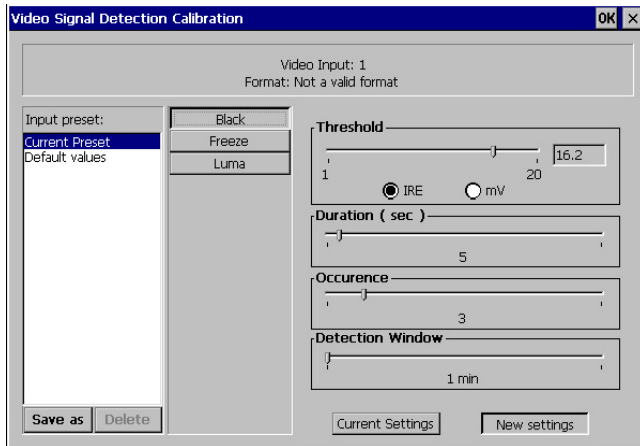 Video Signal Detection Calibration OK ×
Video Input: 1
Format: Not a valid format
Input preset:
Current Preset
Default values
Save as Delete
Black
Freeze
Luma
Threshold
16.2
1 20
IRE mV
Duration ( sec )
5
Occurence
3
Detection Window
1 min
Current Settings New settings